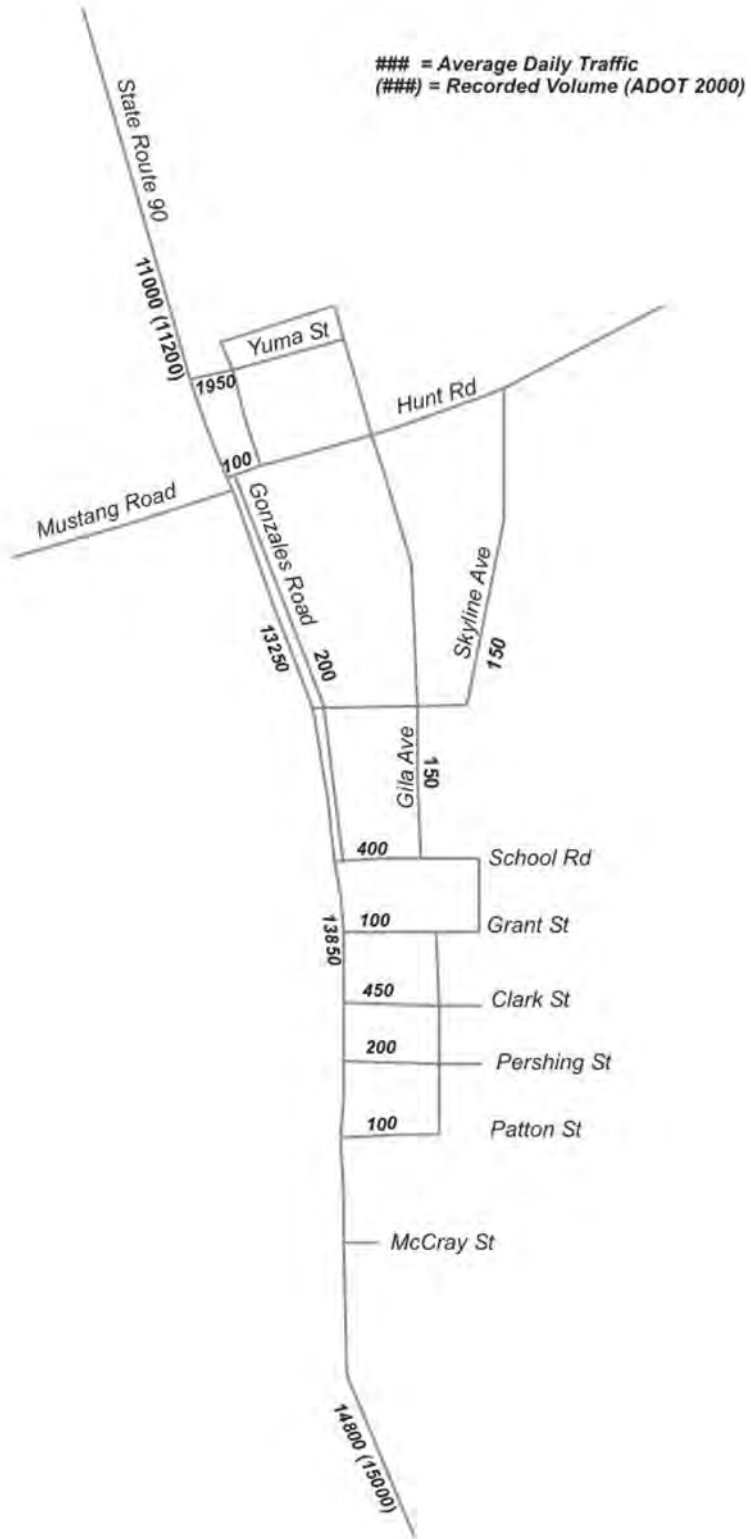 ### = Average Daily Traffic
(###) = Recorded Volume (ADOT 2000)
State Route 90
11000 (11200)
Yuma St
1950
Hunt Rd
100
Mustang Road
Gonzales Road
Skyline Ave
13250
200
150
Gila Ave
150
400
School Rd
100
Grant St
13850
450
Clark St
200
Pershing St
100
Patton St
McCray St
14800 (15000)